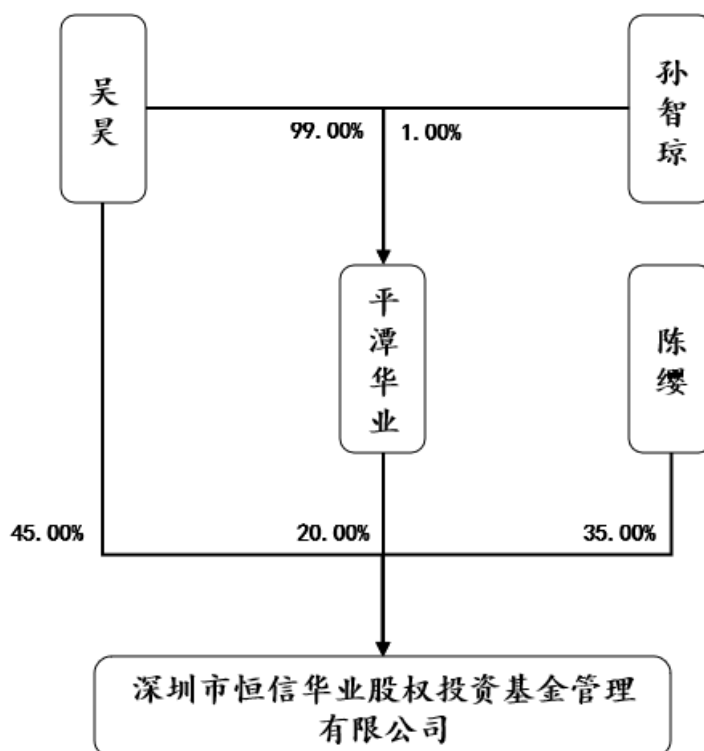 吴昊
孙智琼
99.00%
1.00%
平潭华业
陈缨
45.00%
20.00%
35.00%
深圳市恒信华业股权投资基金管理
有限公司